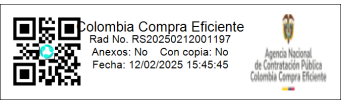 Colombia Compra Eficiente
Rad No. RS20250212001197
Anexos: No Con copia: No
Fecha: 12/02/2025 15:45:45
Agencia Nacional
de Contratación Pública
Colombia Compra Eficiente